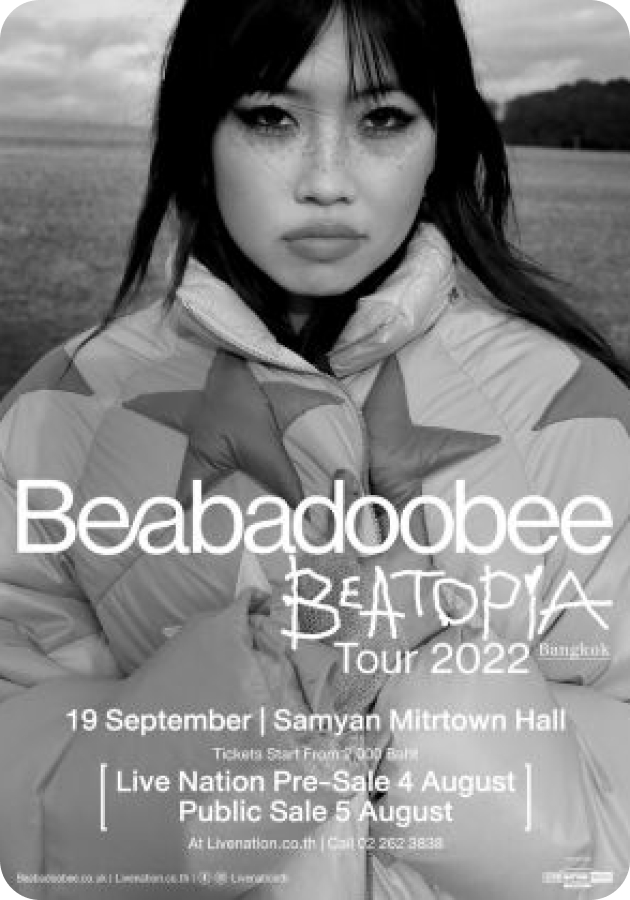 Beabadoobee
BEATOPIA
Tour 2022 Bangkok
19 September | Samyan Mitrtown Hall
Tickets Start From 2,000 Baht
[ Live Nation Pre-Sale 4 August
Public Sale 5 August ]
At Livenation.co.th | Call 02 262 3838
Beabadoobee.co.uk | Livenation.co.th | Livenationth